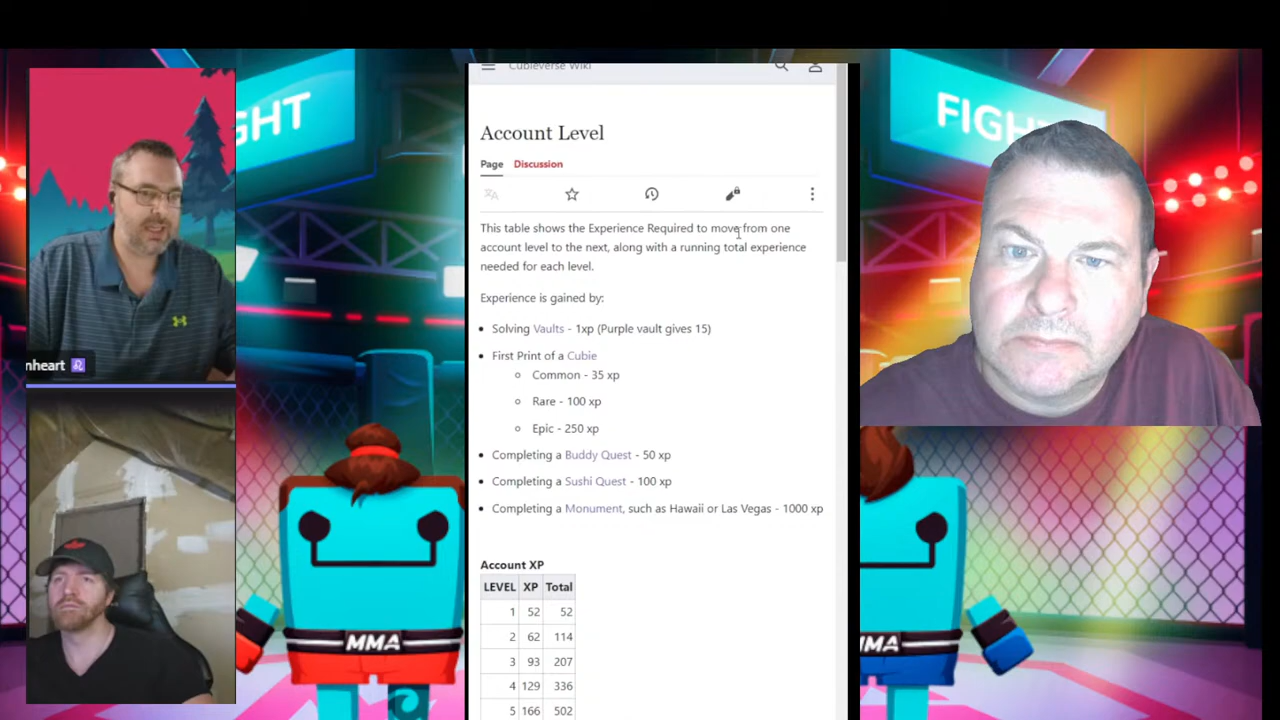 GHT
FIGH
Cubieverse Wiki
Account Level
Page Discussion
This table shows the Experience Required to move from one
account level to the next, along with a running total experience
needed for each level.
Experience is gained by:
• Solving Vaults - 1xp (Purple vault gives 15)
• First Print of a Cubie
○ Common - 35 xp
○ Rare - 100 xp
○ Epic - 250 xp
• Completing a Buddy Quest - 50 xp
• Completing a Sushi Quest - 100 xp
• Completing a Monument, such as Hawaii or Las Vegas - 1000 xp
Account XP
LEVEL XP Total
1 52 52
2 62 114
3 93 207
4 129 336
5 166 502
nheart
MMA
MMA